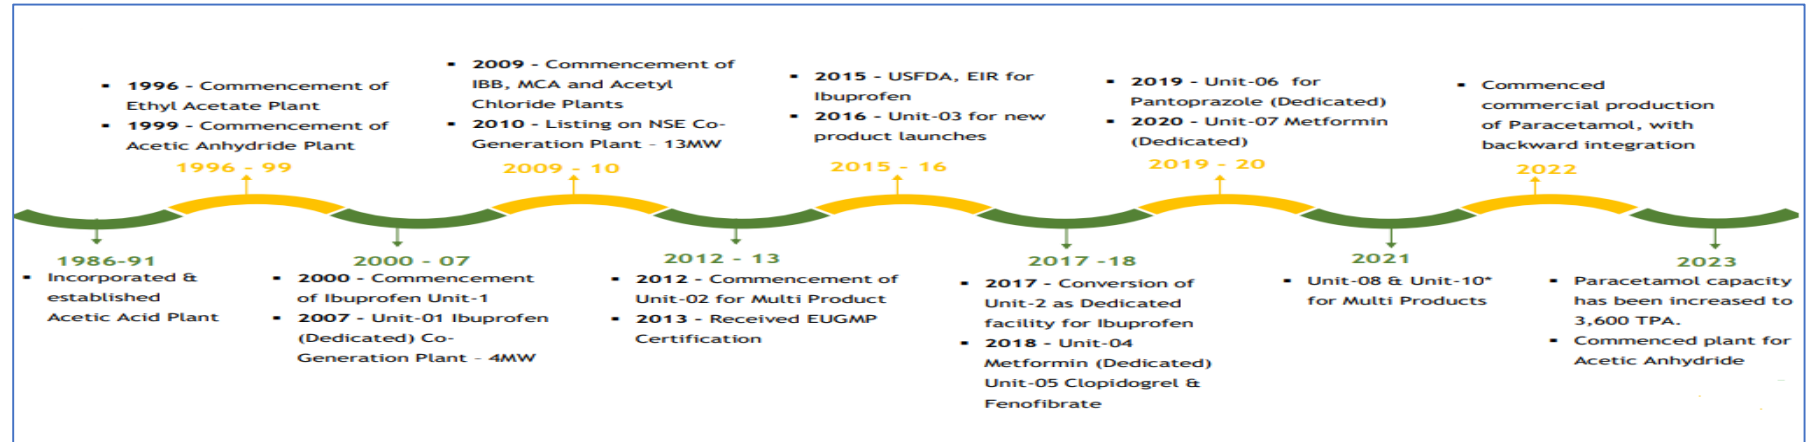 ▪ 1996 - Commencement of
Ethyl Acetate Plant
▪ 1999 - Commencement of
Acetic Anhydride Plant
1996 - 99
▪ 2009 - Commencement of
IBB, MCA and Acetyl
Chloride Plants
▪ 2010 - Listing on NSE Co-
Generation Plant - 13MW
2009 - 10
▪ 2015 - USFDA, EIR for
Ibuprofen
▪ 2016 - Unit-03 for new
product launches
2015 - 16
▪ 2019 - Unit-06 for
Pantoprazole (Dedicated)
▪ 2020 - Unit-07 Metformin
(Dedicated)
2019 - 20
▪ Commenced
commercial production
of Paracetamol, with
backward integration
2022
1986-91
▪ Incorporated &
established
Acetic Acid Plant
2000 - 07
▪ 2000 - Commencement
of Ibuprofen Unit-1
▪ 2007 - Unit-01 Ibuprofen
(Dedicated) Co-
Generation Plant - 4MW
2012 - 13
▪ 2012 - Commencement of
Unit-02 for Multi Product
▪ 2013 - Received EUGMP
Certification
2017 -18
▪ 2017 - Conversion of
Unit-2 as Dedicated
facility for Ibuprofen
▪ 2018 - Unit-04
Metformin (Dedicated)
Unit-05 Clopidogrel &
Fenofibrate
2021
▪ Unit-08 & Unit-10*
for Multi Products
2023
▪ Paracetamol capacity
has been increased to
3,600 TPA.
▪ Commenced plant for
Acetic Anhydride